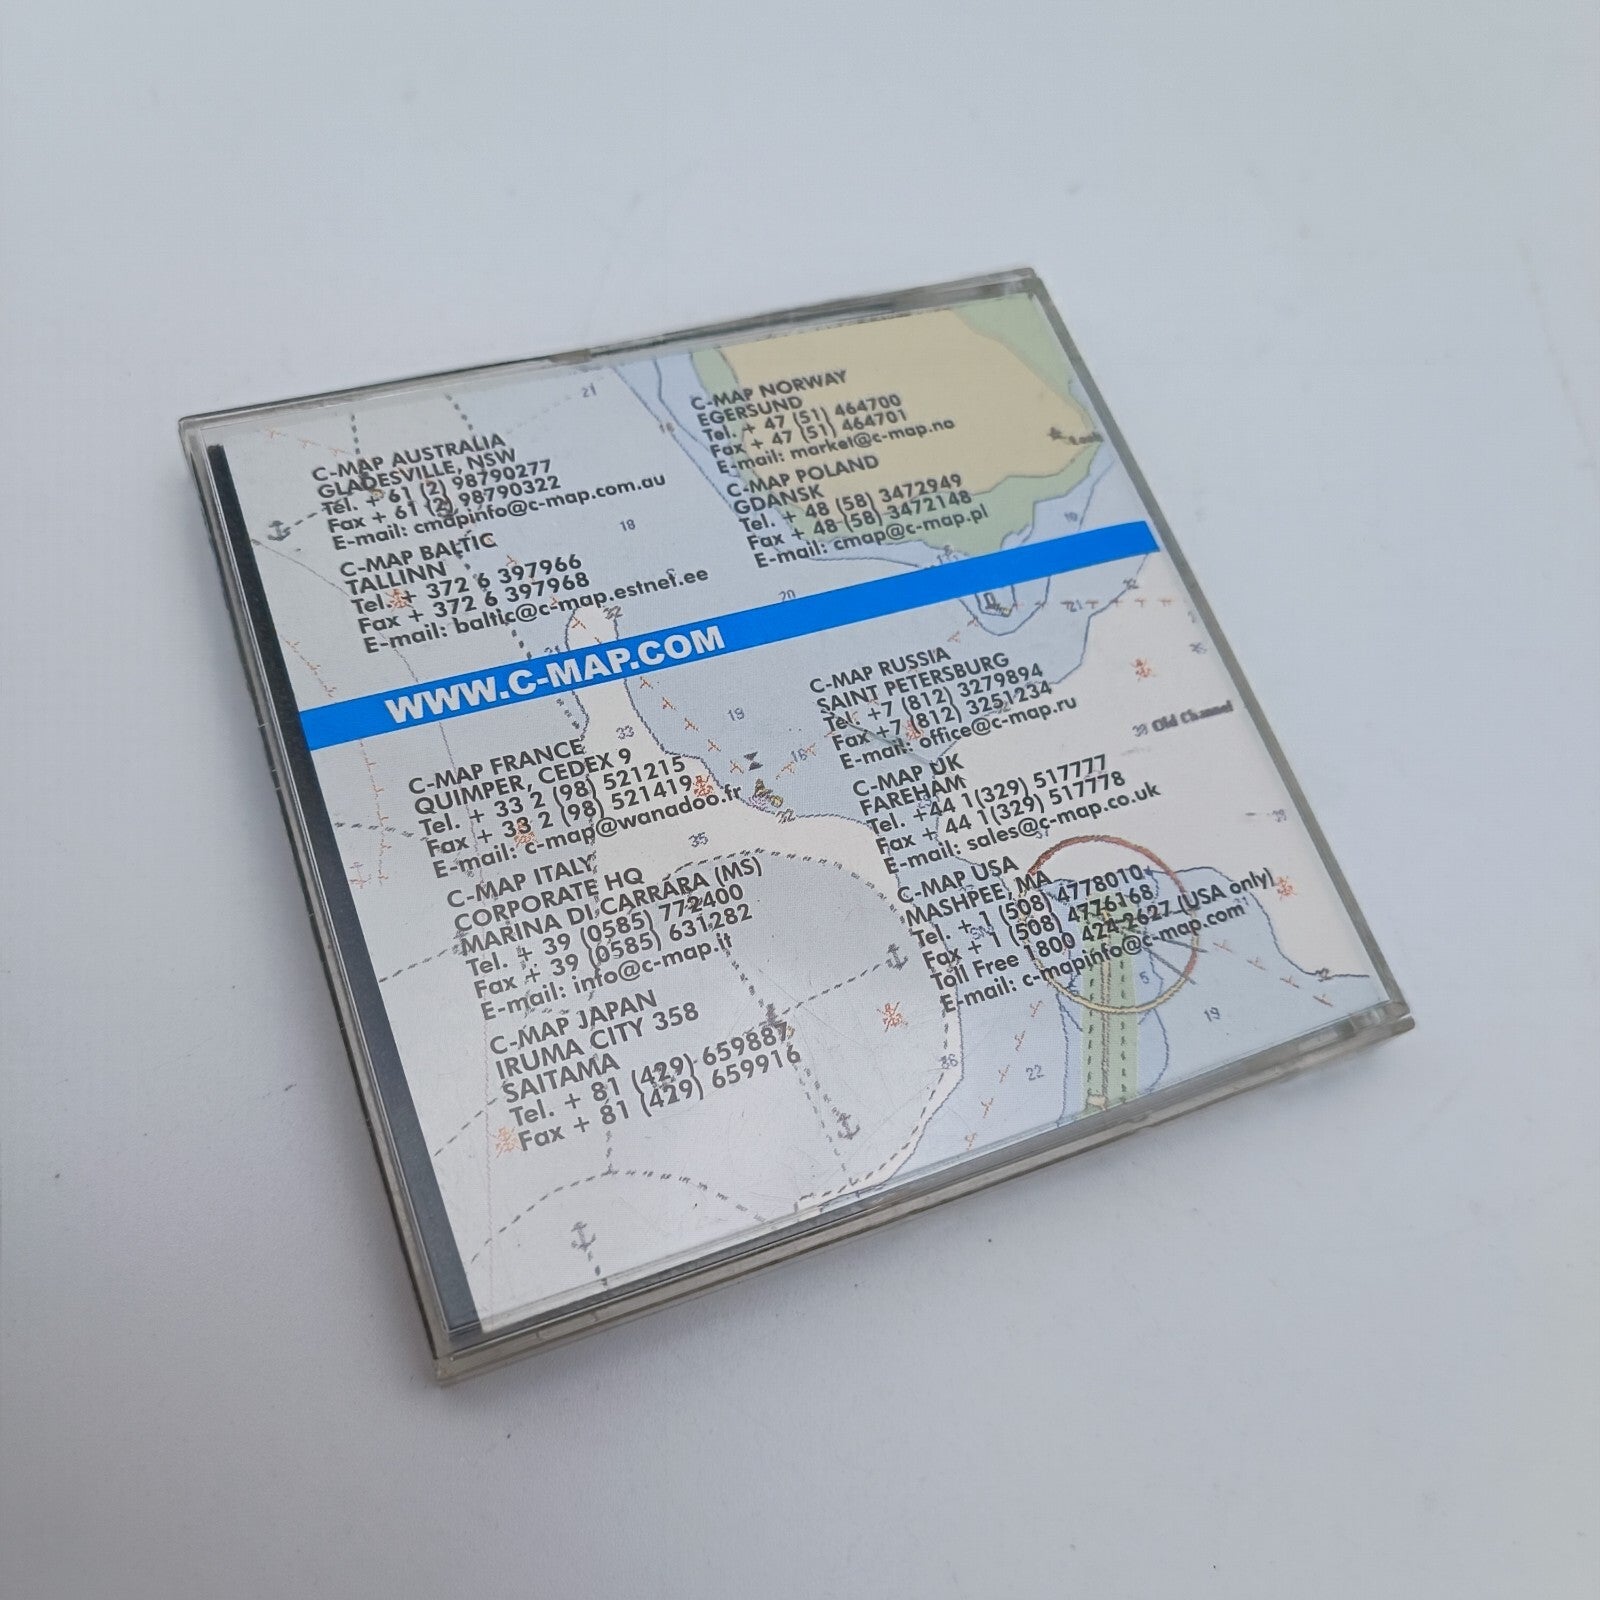 C-MAP AUSTRALIA
GLADESVILLE, NSW
Tel. + 61 (2) 98790277
Fax + 61 (2) 98790322
E-mail: cmapinfo@c-map.com.au
C-MAP BALTIC
TALLINN
Tel. + 372 6 397966
Fax + 372 6 397968
E-mail: baltic@c-map.estnet.ee
C-MAP NORWAY
EGERSUND
Tel. + 47 (51) 464700
Fax + 47 (51) 464701
E-mail: market@c-map.no
C-MAP POLAND
GDANSK
Tel. + 48 (58) 3472949
Fax + 48 (58) 3472148
E-mail: cmap@c-map.pl
WWW.C-MAP.COM
C-MAP FRANCE
QUIMPER, CEDEX 9
Tel. + 33 2 (98) 521215
Fax + 33 2 (98) 521419
E-mail: c-map@wanadoo.fr
C-MAP ITALY
CORPORATE HQ
MARINA DI CARRARA (MS)
Tel. + 39 (0585) 772400
Fax + 39 (0585) 631282
E-mail: info@c-map.it
C-MAP JAPAN
IRUMA CITY 358
SAITAMA
Tel. + 81 (429) 659887
Fax + 81 (429) 659916
C-MAP RUSSIA
SAINT PETERSBURG
Tel. +7 (812) 3279894
Fax +7 (812) 3251234
E-mail: office@c-map.ru
C-MAP UK
FAREHAM
Tel. +44 1(329) 517777
Fax + 44 1(329) 517778
E-mail: sales@c-map.co.uk
C-MAP USA
MASHPEE, MA
Tel. + 1 (508) 4778010
Fax + 1 (508) 4776168
Toll Free 1800 424-2627 (USA only)
E-mail: c-mapinfo@c-map.com
21
18
20
19
33
35
Old Channel
19
22